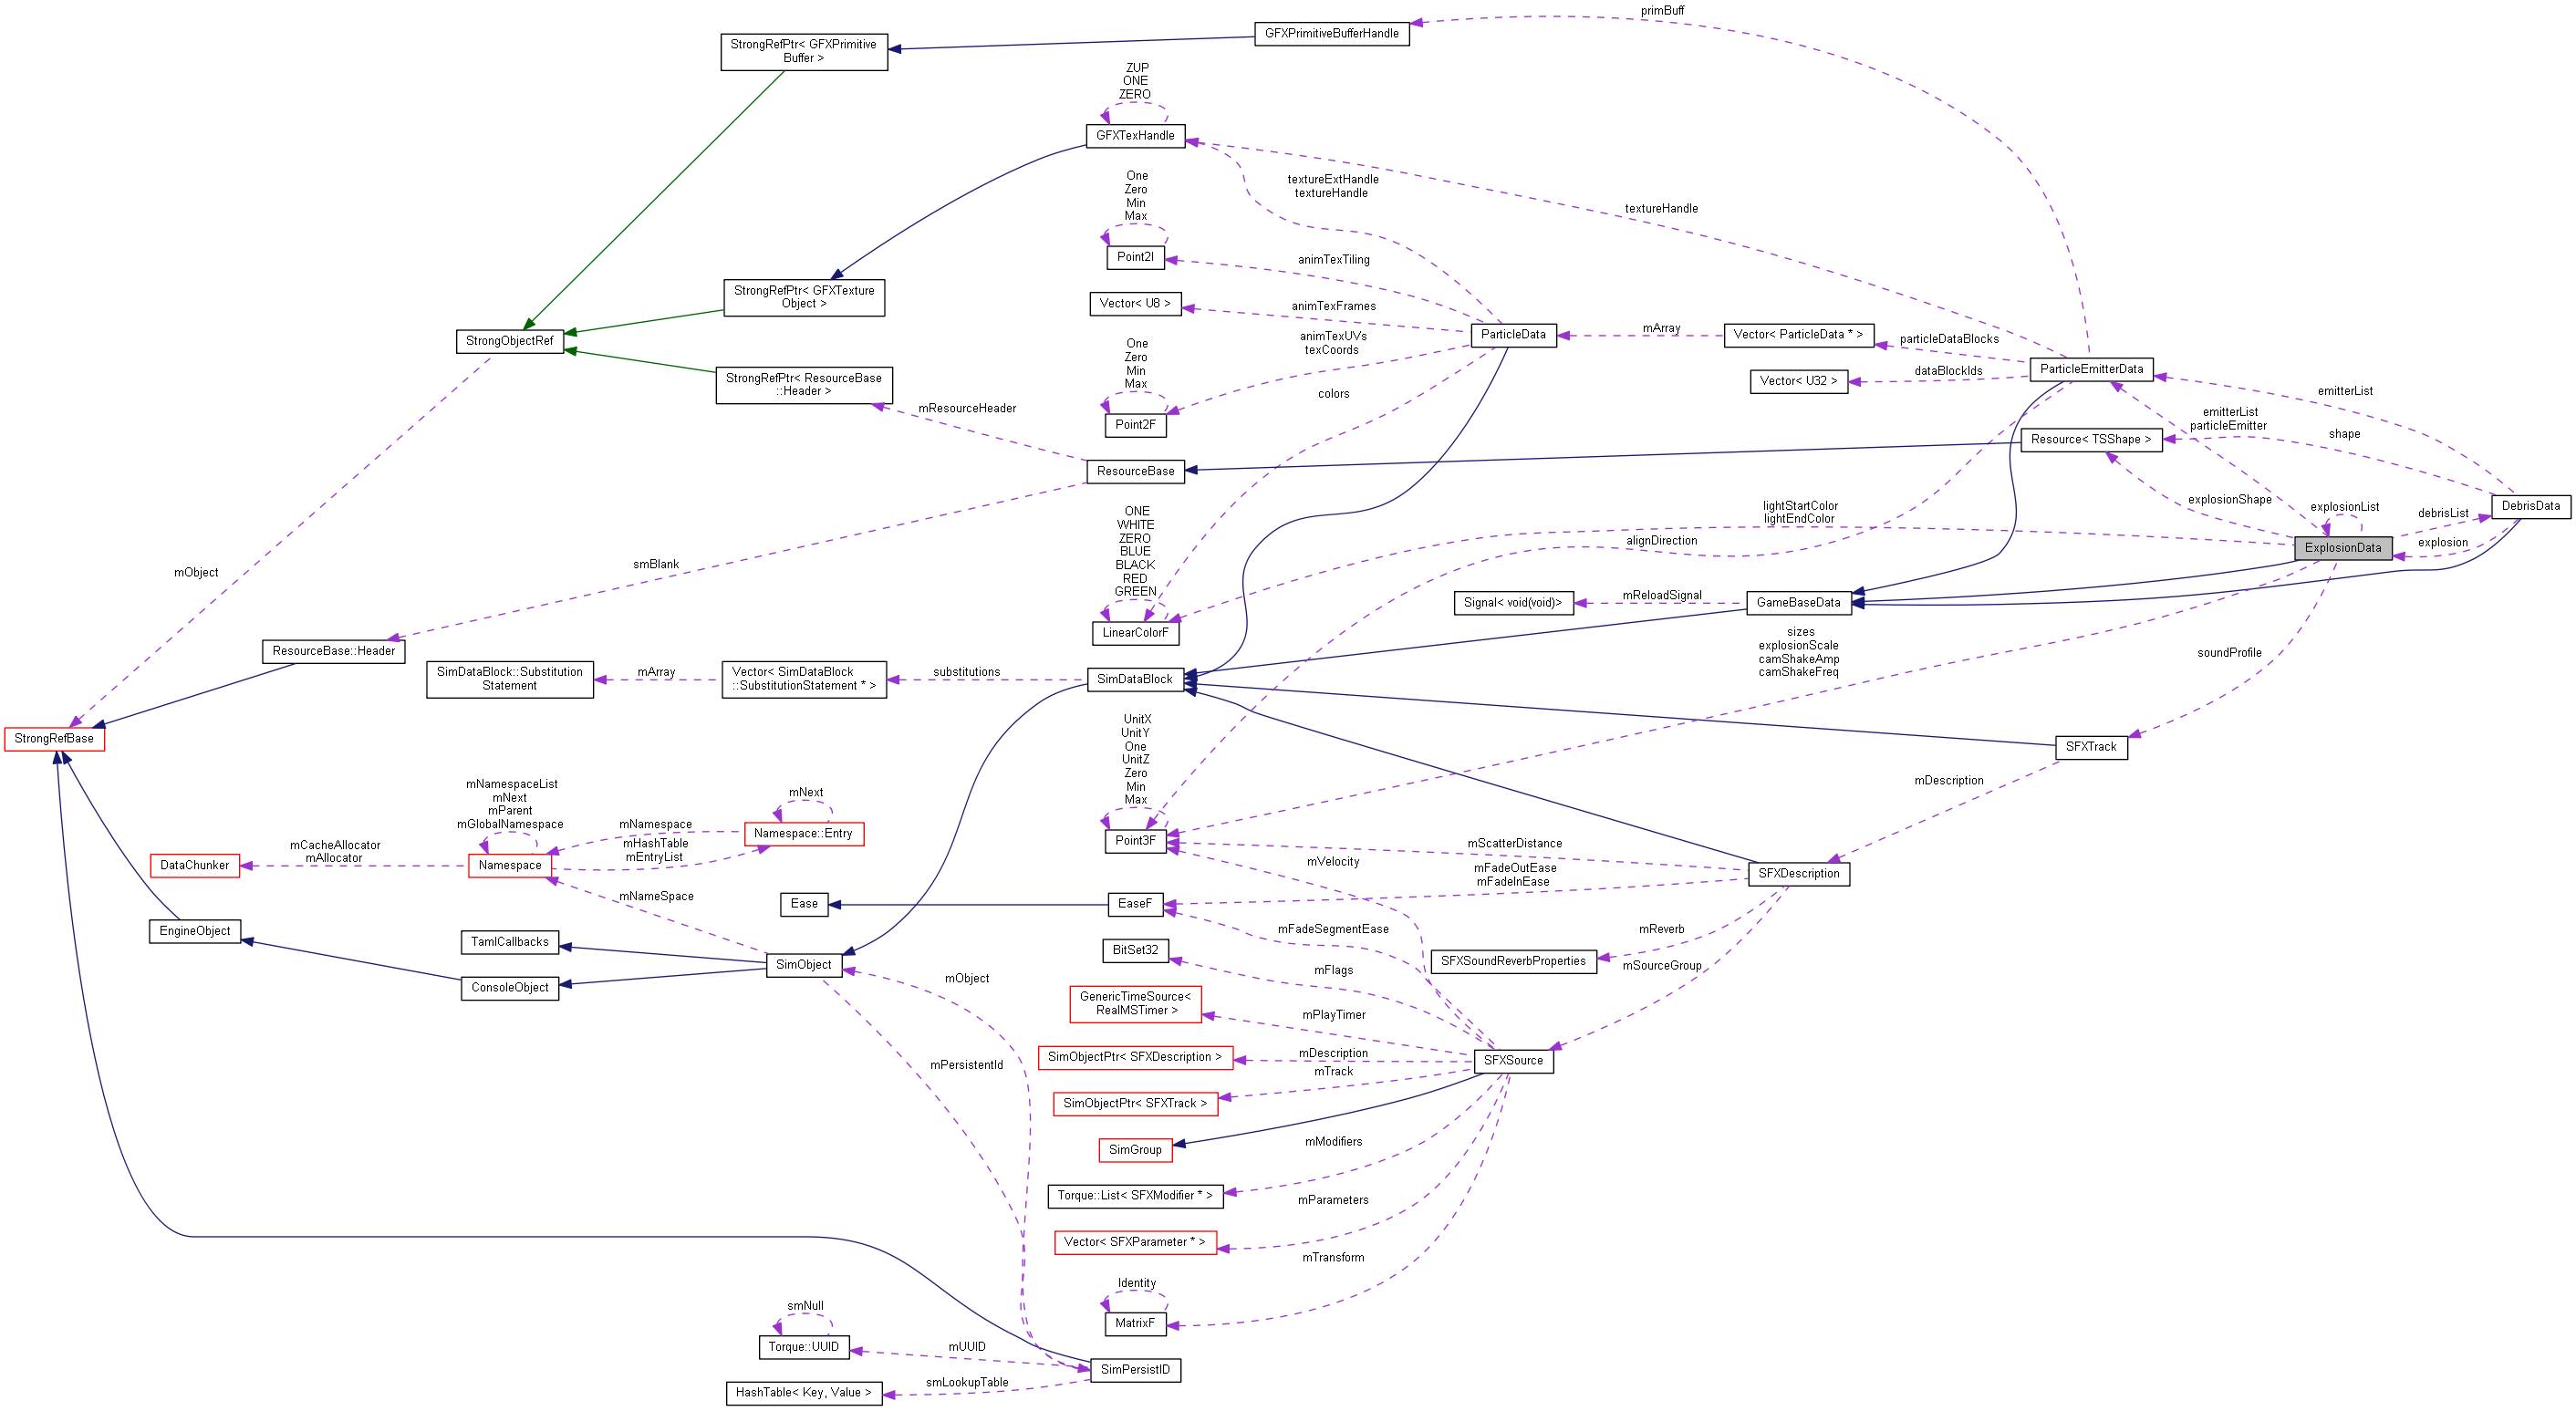 primBuff
StrongRefPtr< GFXPrimitive
Buffer >
GFXPrimitiveBufferHandle
ZUP
ONE
ZERO
GFXTexHandle
textureExtHandle
textureHandle
textureHandle
One
Zero
Min
Max
Point2I
animTexTiling
StrongRefPtr< GFXTexture
Object >
Vector< U8 >
animTexFrames
StrongObjectRef
One
Zero
Min
Max
Point2F
animTexUVs
texCoords
ParticleData
mArray
Vector< ParticleData * >
particleDataBlocks
ParticleEmitterData
Vector< U32 >
dataBlockIds
StrongRefPtr< ResourceBase
::Header >
mResourceHeader
colors
emitterList
emitterList
particleEmitter
shape
Resource< TSShape >
ResourceBase
explosionShape
explosionList
debrisList
DebrisData
explosion
ExplosionData
lightStartColor
lightEndColor
alignDirection
ONE
WHITE
ZERO
BLUE
BLACK
RED
GREEN
LinearColorF
mObject
smBlank
Signal< void(void)>
mReloadSignal
GameBaseData
ResourceBase::Header
SimDataBlock::Substitution
Statement
mArray
Vector< SimDataBlock
::SubstitutionStatement * >
substitutions
SimDataBlock
sizes
explosionScale
camShakeAmp
camShakeFreq
soundProfile
StrongRefBase
UnitX
UnitY
One
UnitZ
Zero
Min
Max
Point3F
SFXTrack
mDescription
mNamespaceList
mNext
mParent
mGlobalNamespace
mNext
mNamespace
Namespace::Entry
mHashTable
mEntryList
mCacheAllocator
mAllocator
DataChunker
Namespace
mVelocity
mScatterDistance
mFadeOutEase
mFadeInEase
SFXDescription
mNameSpace
Ease
EaseF
EngineObject
TamlCallbacks
mFadeSegmentEase
mReverb
BitSet32
SFXSoundReverbProperties
SimObject
mFlags
mSourceGroup
ConsoleObject
mObject
GenericTimeSource<
RealMSTimer >
mPlayTimer
mPersistentId
SimObjectPtr< SFXDescription >
mDescription
SFXSource
mTrack
SimObjectPtr< SFXTrack >
SimGroup
mModifiers
Torque::List< SFXModifier * >
mParameters
Vector< SFXParameter * >
mTransform
Identity
MatrixF
smNull
Torque::UUID
mUUID
SimPersistID
smLookupTable
HashTable< Key, Value >